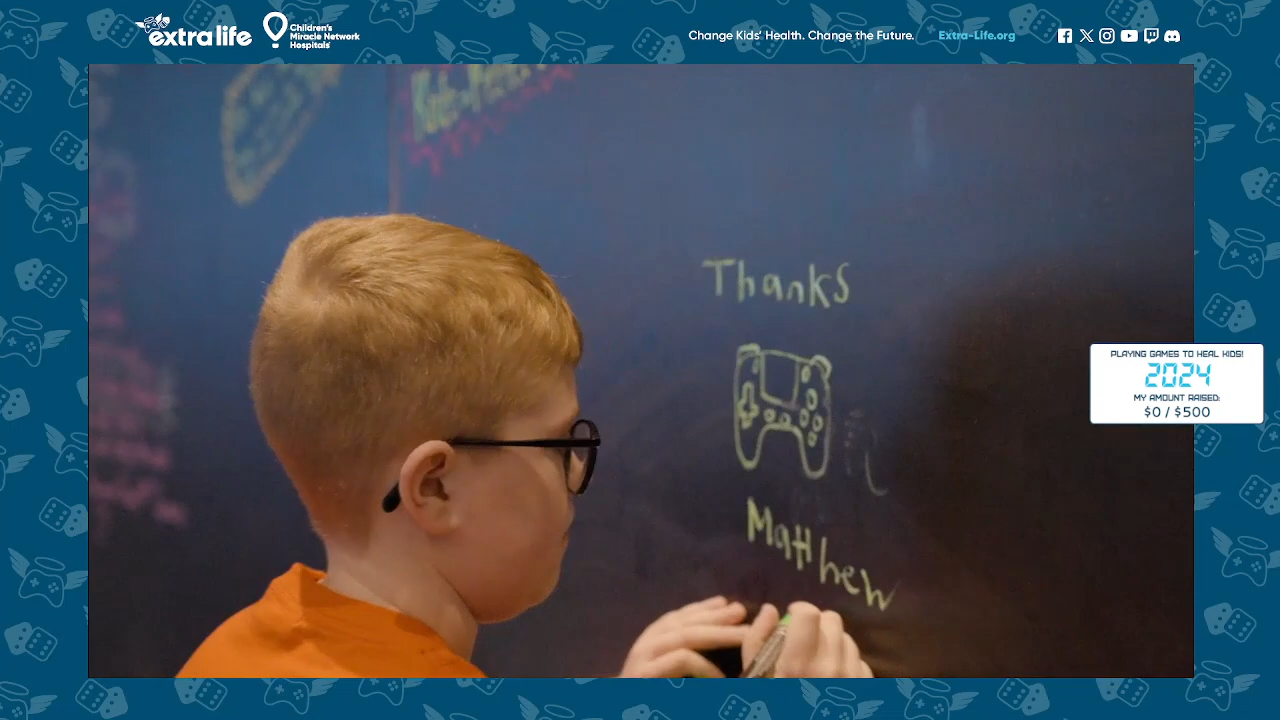 extra life
Children's
Miracle Network
Hospitals
Change Kids' Health. Change the Future.
Extra-Life.org
Thanks
Matthew
PLAYING GAMES TO HEAL KIDS!
2024
MY AMOUNT RAISED:
$0 / $500